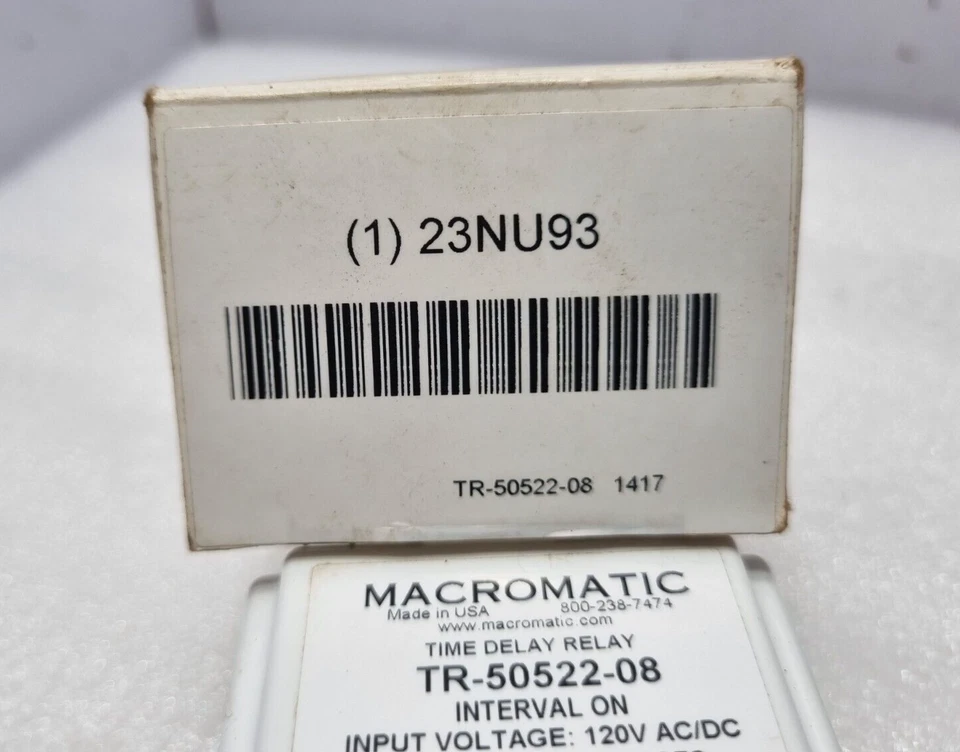 (1) 23NU93
TR-50522-08 1417
MACROMATIC
Made in USA 800-238-7474
www.macromatic.com
TIME DELAY RELAY
TR-50522-08
INTERVAL ON
INPUT VOLTAGE: 120V AC/DC